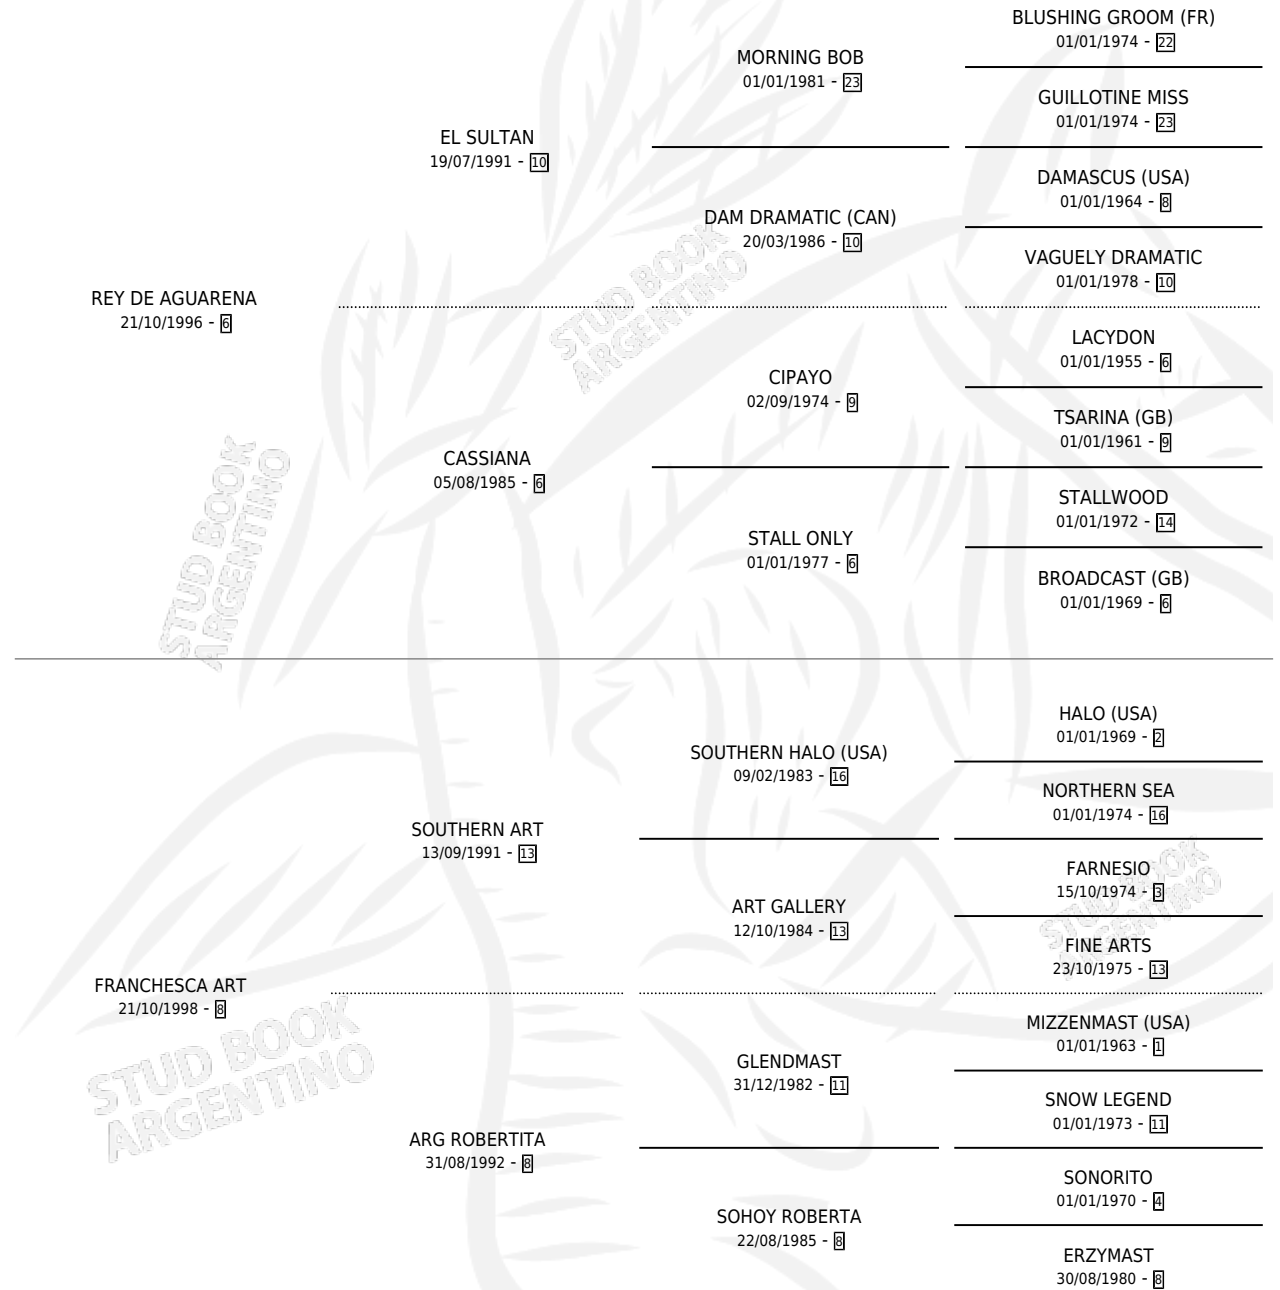 BLUSHING GROOM (FR)
01/01/1974 - 22
MORNING BOB
01/01/1981 - 23
GUILLOTINE MISS
01/01/1974 - 23
EL SULTAN
19/07/1991 - 10
DAMASCUS (USA)
01/01/1964 - 8
DAM DRAMATIC (CAN)
20/03/1986 - 10
VAGUELY DRAMATIC
01/01/1978 - 10
REY DE AGUARENA
21/10/1996 - 6
STUD BOOK
ARGENTINO
LACYDON
01/01/1955 - 6
CIPAYO
02/09/1974 - 9
TSARINA (GB)
01/01/1961 - 9
CASSIANA
05/08/1985 - 6
STALLWOOD
01/01/1972 - 14
STALL ONLY
01/01/1977 - 6
BROADCAST (GB)
01/01/1969 - 6
STUD BOOK
ARGENTINO
HALO (USA)
01/01/1969 - 2
SOUTHERN HALO (USA)
09/02/1983 - 16
NORTHERN SEA
01/01/1974 - 16
SOUTHERN ART
13/09/1991 - 13
FARNESIO
15/10/1974 - 3
ART GALLERY
12/10/1984 - 13
STUD BOOK
ARGENTINO
FINE ARTS
23/10/1975 - 13
FRANCHESCA ART
21/10/1998 - 8
STUD BOOK
ARGENTINO
MIZZENMAST (USA)
01/01/1963 - 1
GLENDMAST
31/12/1982 - 11
SNOW LEGEND
01/01/1973 - 11
ARG ROBERTITA
31/08/1992 - 8
SONORITO
01/01/1970 - 4
SOHOY ROBERTA
22/08/1985 - 8
ERZYMAST
30/08/1980 - 8